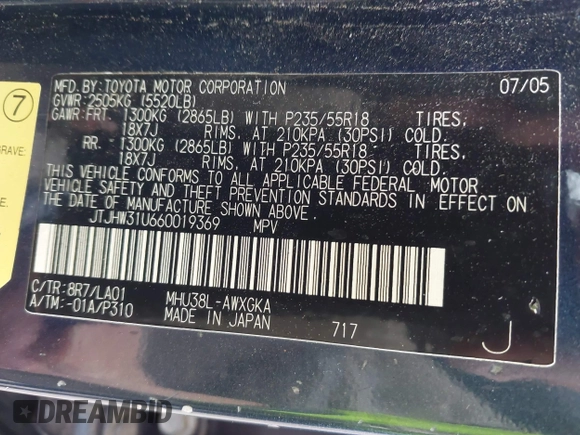 MFD. BY: TOYOTA MOTOR CORPORATION 07/05
GVWR: 2505KG (5520LB)
GAWR: FRT. 1300KG (2865LB) WITH P235/55R18 TIRES,
18X7J RIMS, AT 210KPA (30PSI) COLD.
RR. - 1300KG (2865LB) WITH P235/55R18 TIRES,
18X7J RIMS, AT 210KPA (30PSI) COLD.
THIS VEHICLE CONFORMS TO ALL APPLICABLE FEDERAL MOTOR
VEHICLE SAFETY AND THEFT PREVENTION STANDARDS IN EFFECT ON
THE DATE OF MANUFACTURE SHOWN ABOVE.
JTJHW31U660019369 MPV
C/TR: 8R7/LA01 MHU38L-AWXGKA
A/TM: -01A/P310 MADE IN JAPAN 717 J
7
GRAVE:
DREAMBID